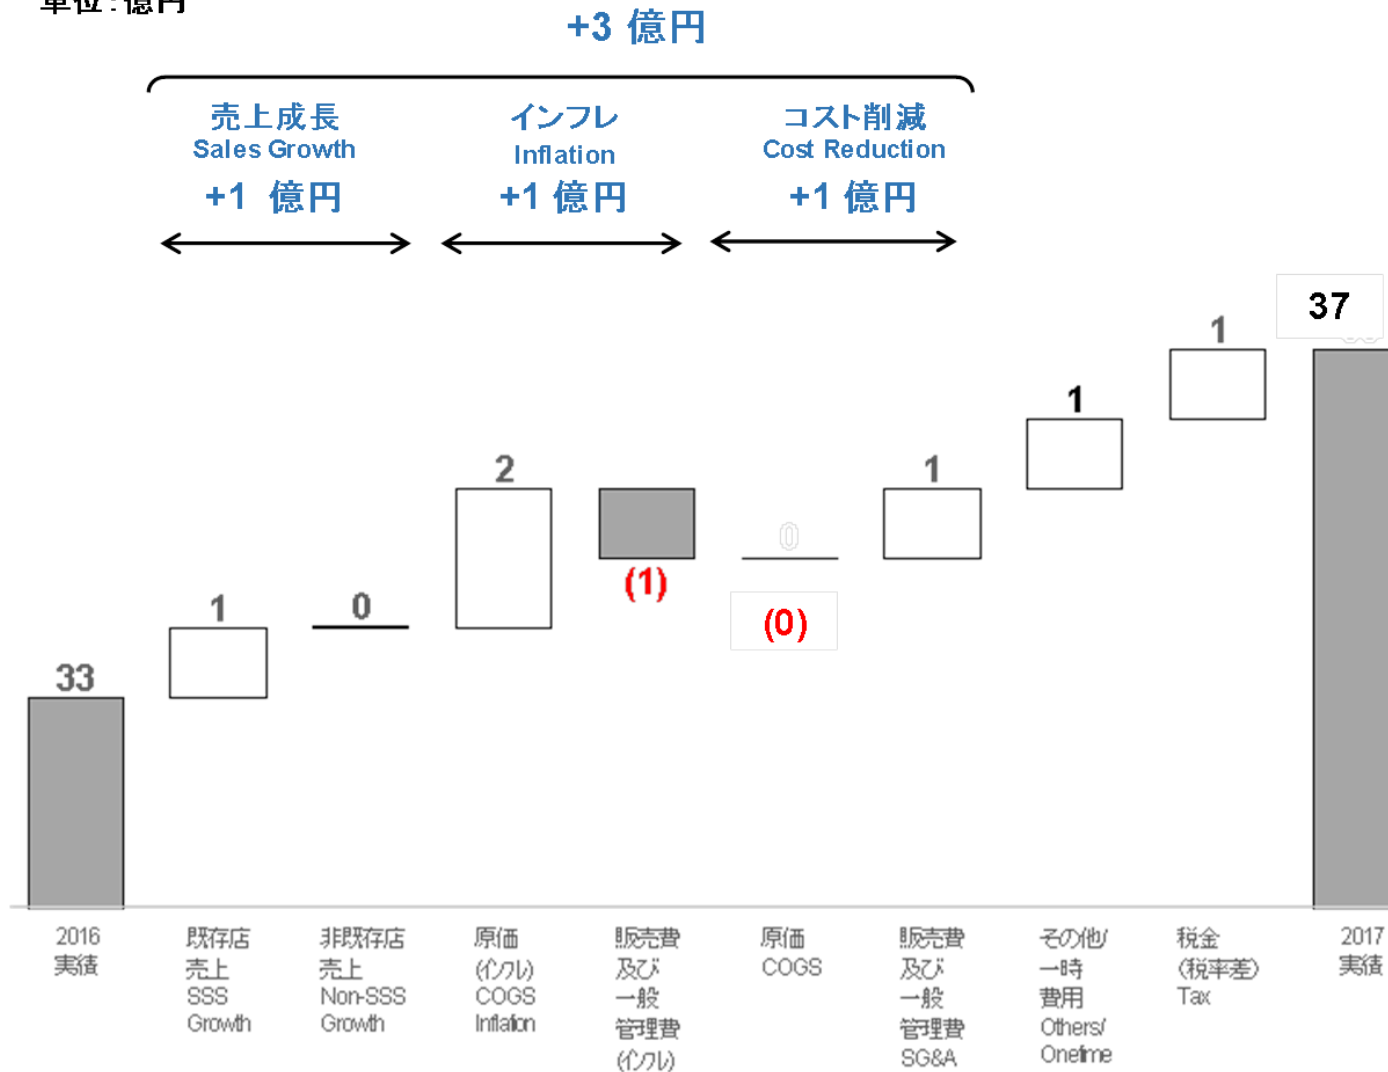 単位：億円
+3 億円
売上成長
Sales Growth
+1 億円
インフレ
Inflation
+1 億円
コスト削減
Cost Reduction
+1 億円
33
1
0
2
(1)
0
(0)
1
1
1
37
2016
実績
既存店
売上
SSS
Growth
非既存店
売上
Non-SSS
Growth
原価
(インフレ)
COGS
Inflation
販売費
及び
一般
管理費
(インフレ)
原価
COGS
販売費
及び
一般
管理費
SG&A
その他/
一時
費用
Others/
Onetime
税金
(税率差)
Tax
2017
実績